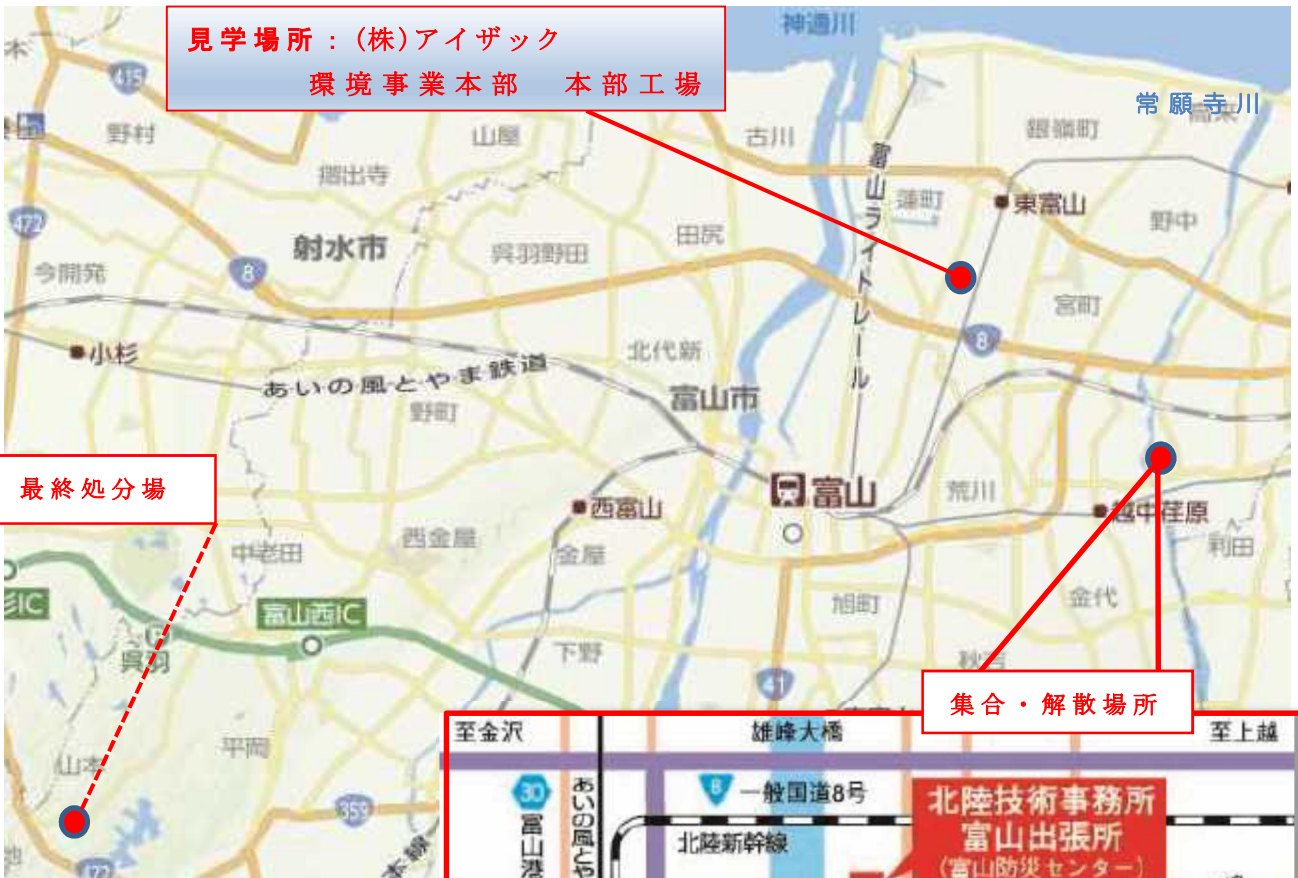 見学場所：(株)アイザック
環境事業本部　本部工場
神通川
常願寺川
415
野村
山屋
古川
銀嶺町
摺出寺
蓮町
東富山
野中
472
射水市
呉羽野田
田尻
富山ライトレール
今開発
8
宮町
8
小杉
北代新
あいの風とやま鉄道
野町
富山市
最終処分場
西富山
富山
荒川
越中荏原
中老田
西金屋
金屋
利田
IC
富山西IC
旭町
金代
呉羽
下野
秋吉
41
集合・解散場所
山本
平岡
359
472
本線
至金沢
雄峰大橋
至上越
30
富山港
あいの風とや
8
一般国道8号
北陸新幹線
北陸技術事務所
富山出張所
(富山防災センター)